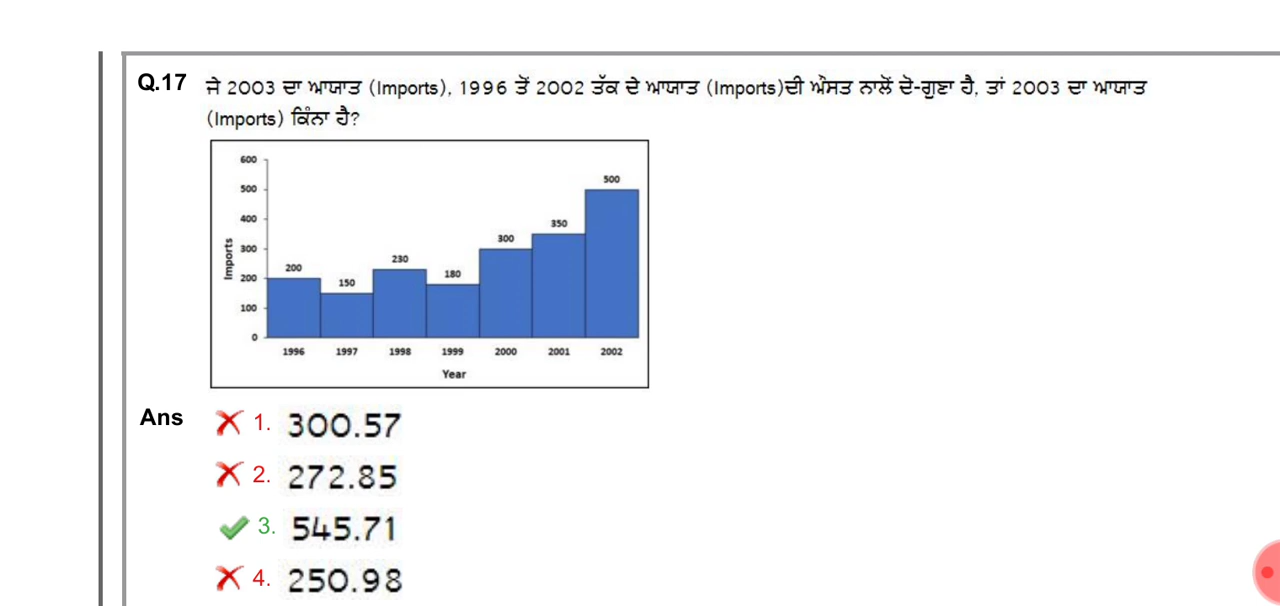 Q.17 ਜੇ 2003 ਦਾ ਆਯਾਤ (Imports), 1996 ਤੋਂ 2002 ਤੱਕ ਦੇ ਆਯਾਤ (Imports)ਦੀ ਔਸਤ ਨਾਲੋਂ ਦੋ-ਗੁਣਾ ਹੈ, ਤਾਂ 2003 ਦਾ ਆਯਾਤ
(Imports) ਕਿੰਨਾ ਹੈ?
600
500
400
300
200
100
0
Imports
200
150
230
180
300
350
500
1996 1997 1998 1999 2000 2001 2002
Year
Ans 1. 300.57
2. 272.85
3. 545.71
4. 250.98